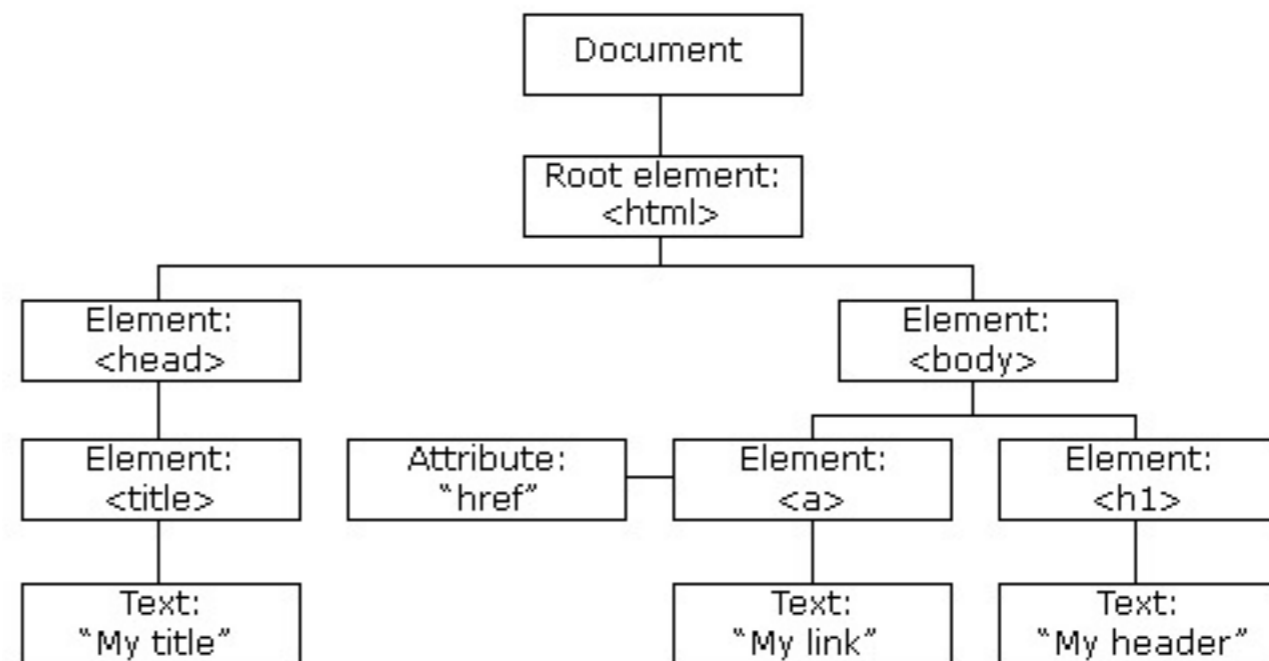 Document
Root element:
<html>
Element:
<head>
Element:
<body>
Element:
<title>
Attribute:
“href”
Element:
<a>
Element:
<h1>
Text:
“My title”
Text:
“My link”
Text:
“My header”